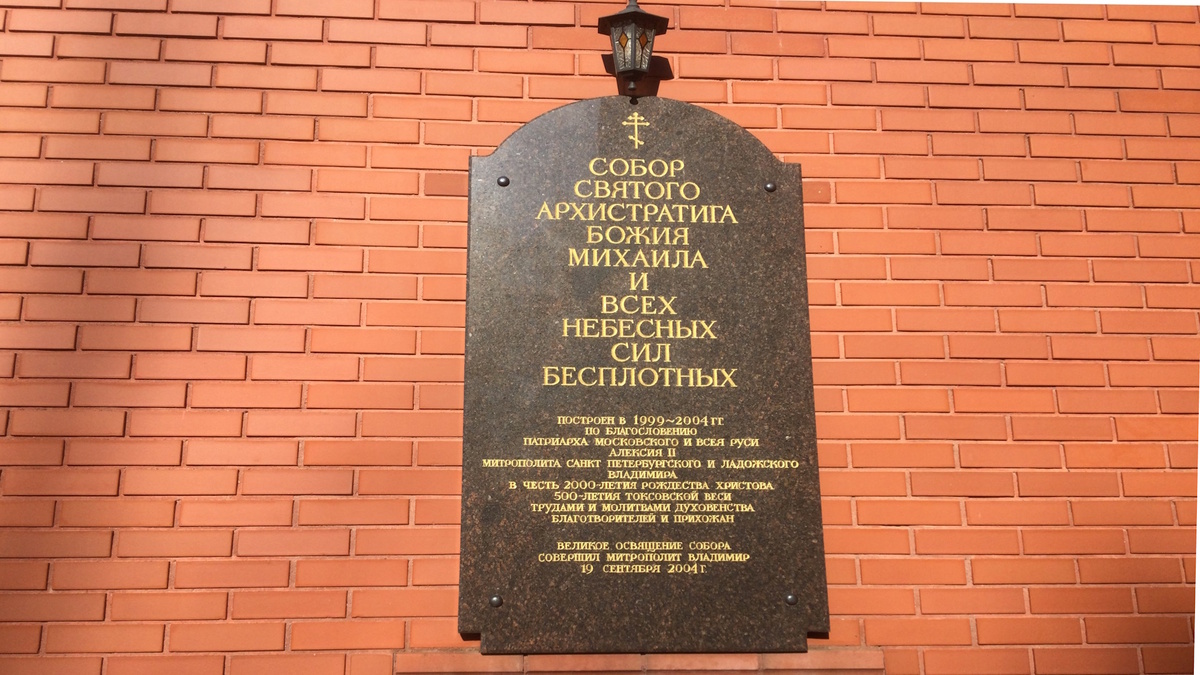 СОБОР
СВЯТОГО
АРХИСТРАТИГА
БОЖИЯ
МИХАИЛА
И
ВСЕХ
НЕБЕСНЫХ
СИЛ
БЕСПЛОТНЫХ
ПОСТРОЕН В 1999~2004 ГГ.
ПО БЛАГОСЛОВЕНИЮ
ПАТРИАРХА МОСКОВСКОГО И ВСЕЯ РУСИ
АЛЕКСИЯ II
МИТРОПОЛИТА САНКТ ПЕТЕРБУРГСКОГО И ЛАДОЖСКОГО
ВЛАДИМИРА
В ЧЕСТЬ 2000-ЛЕТИЯ РОЖДЕСТВА ХРИСТОВА
500-ЛЕТИЯ ТОКСОВСКОЙ ВЕСИ
ТРУДАМИ И МОЛИТВАМИ ДУХОВЕНСТВА
БЛАГОТВОРИТЕЛЕЙ И ПРИХОЖАН
ВЕЛИКОЕ ОСВЯЩЕНИЕ СОБОРА
СОВЕРШИЛ МИТРОПОЛИТ ВЛАДИМИР
19 СЕНТЯБРЯ 2004 Г.